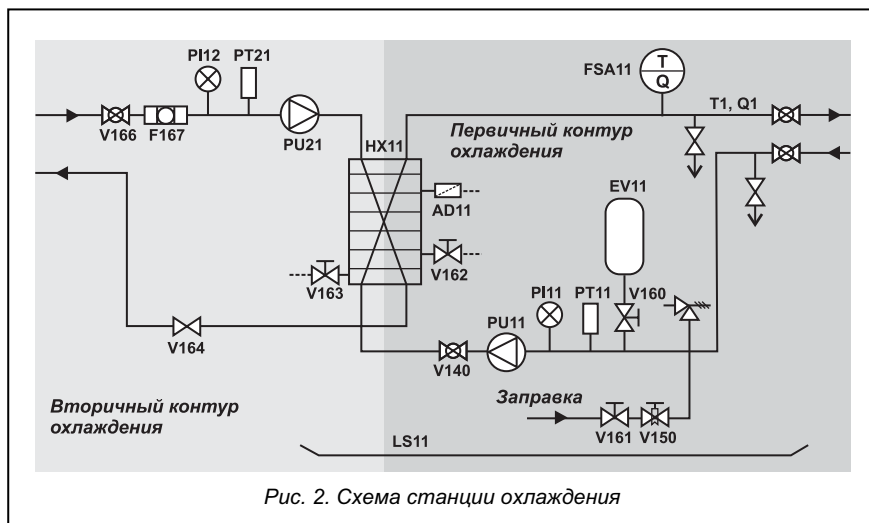 PI12
PT21
FSA11
T
Q
T1, Q1
V166
F167
PU21
HX11
Первичный контур
охлаждения
EV11
AD11
V163
V162
PI11
PT11
V160
PU11
V164
V140
Заправка
Вторичный контур
охлаждения
V161
V150
LS11
Рис. 2. Схема станции охлаждения